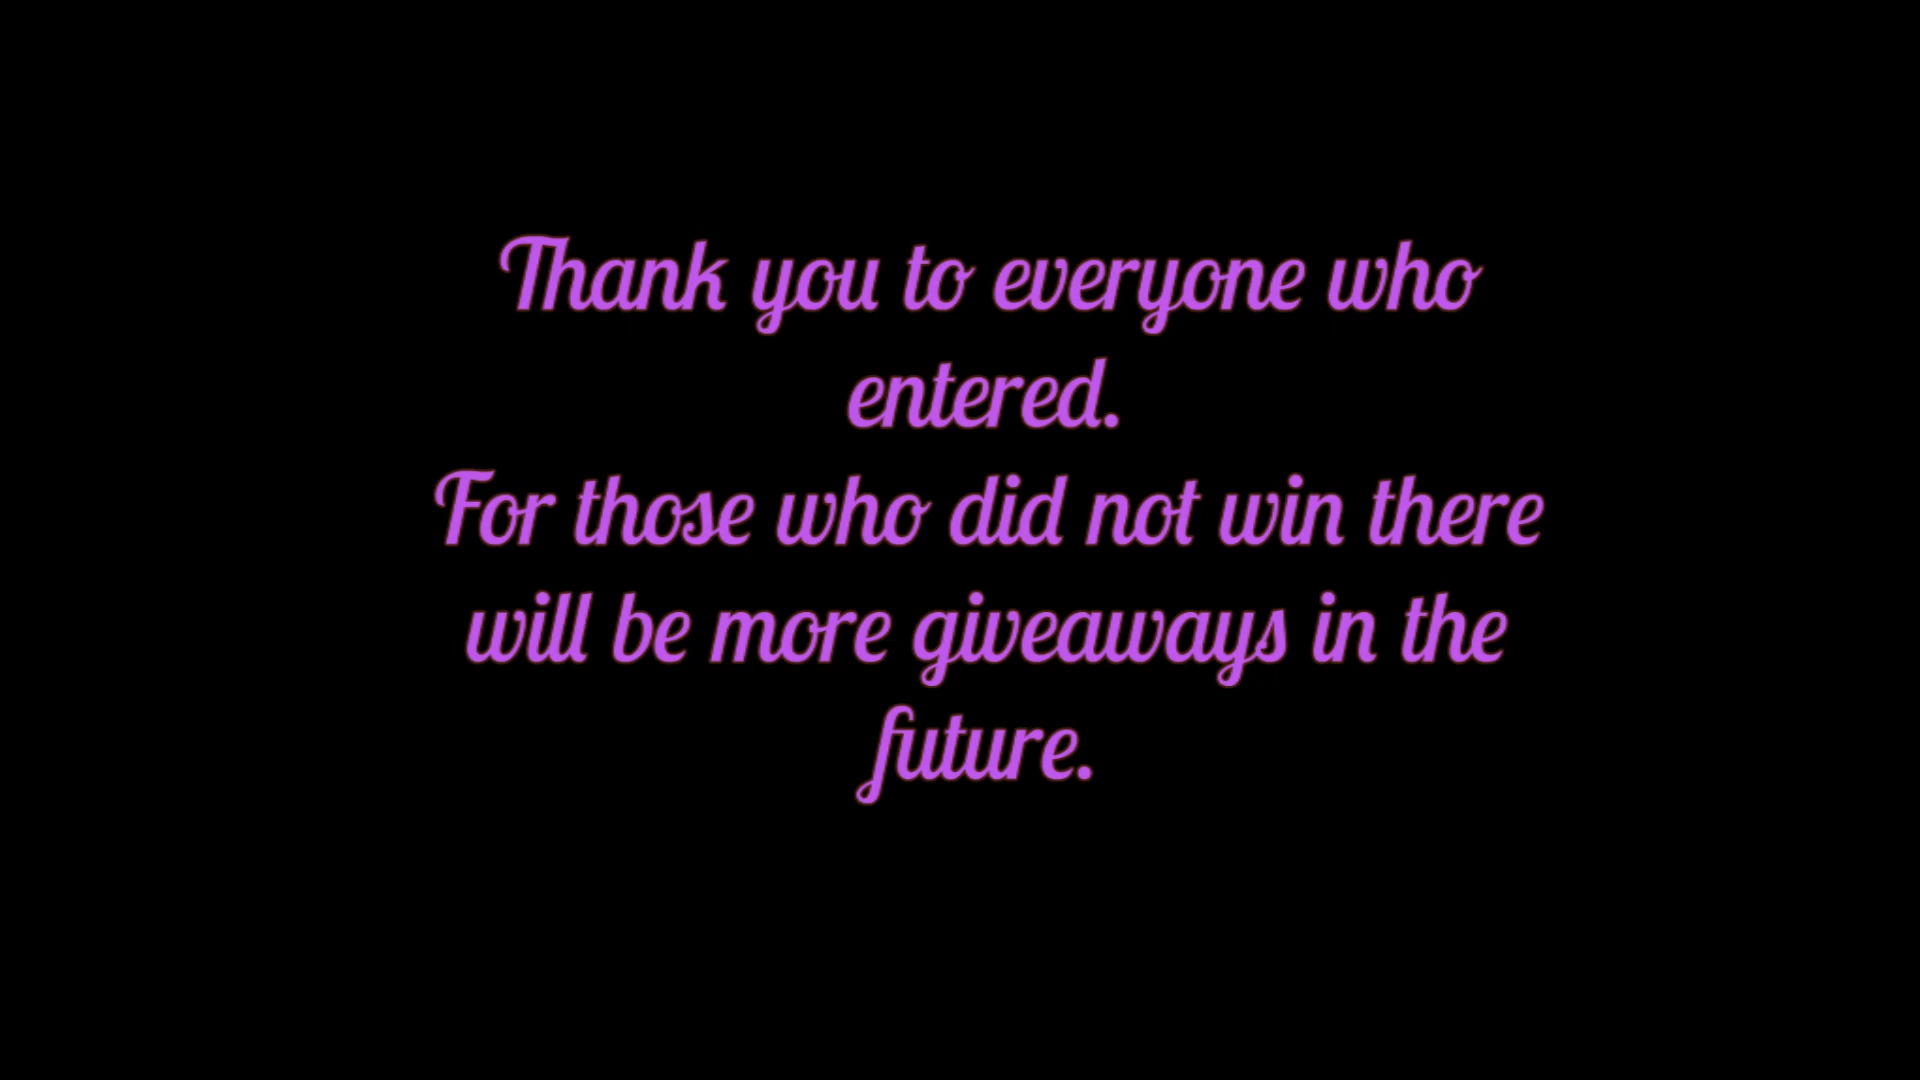 Thank you to everyone who
entered.
For those who did not win there
will be more giveaways in the
future.